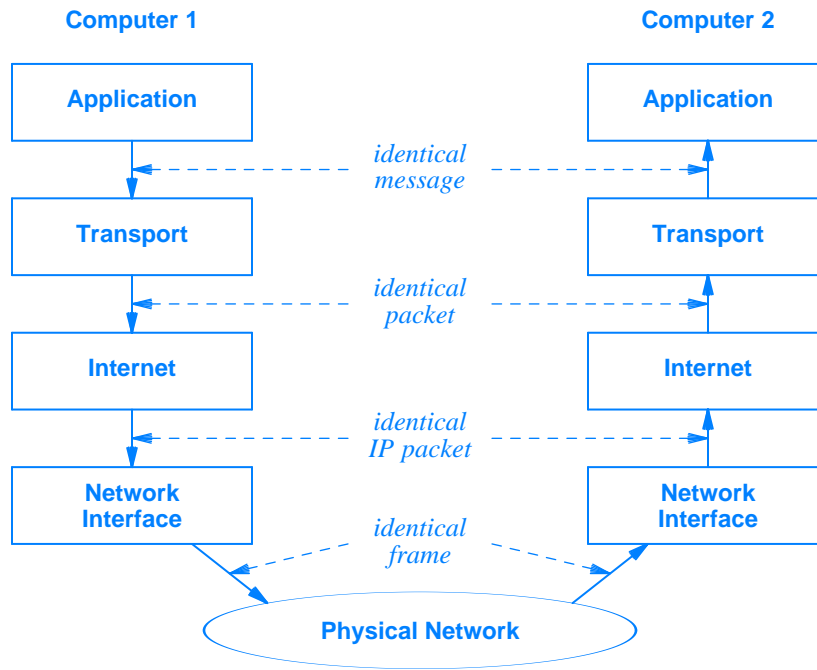 Computer 1
Computer 2
Application
Application
identical
message
Transport
Transport
identical
packet
Internet
Internet
identical
IP packet
Network
Interface
Network
Interface
identical
frame
Physical Network